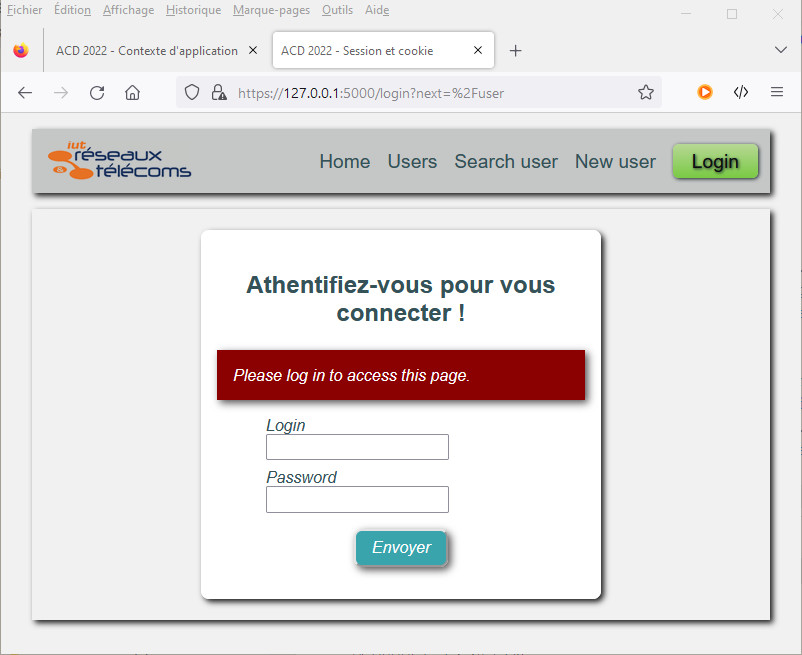 Fichier Édition Affichage Historique Marque-pages Outils Aide
ACD 2022 - Contexte d'application ACD 2022 - Session et cookie
https://127.0.0.1:5000/login?next=%2Fuser
iut
réseaux
& télécoms
Home Users Search user New user Login
Athentifiez-vous pour vous
connecter !
Please log in to access this page.
Login
Password
Envoyer